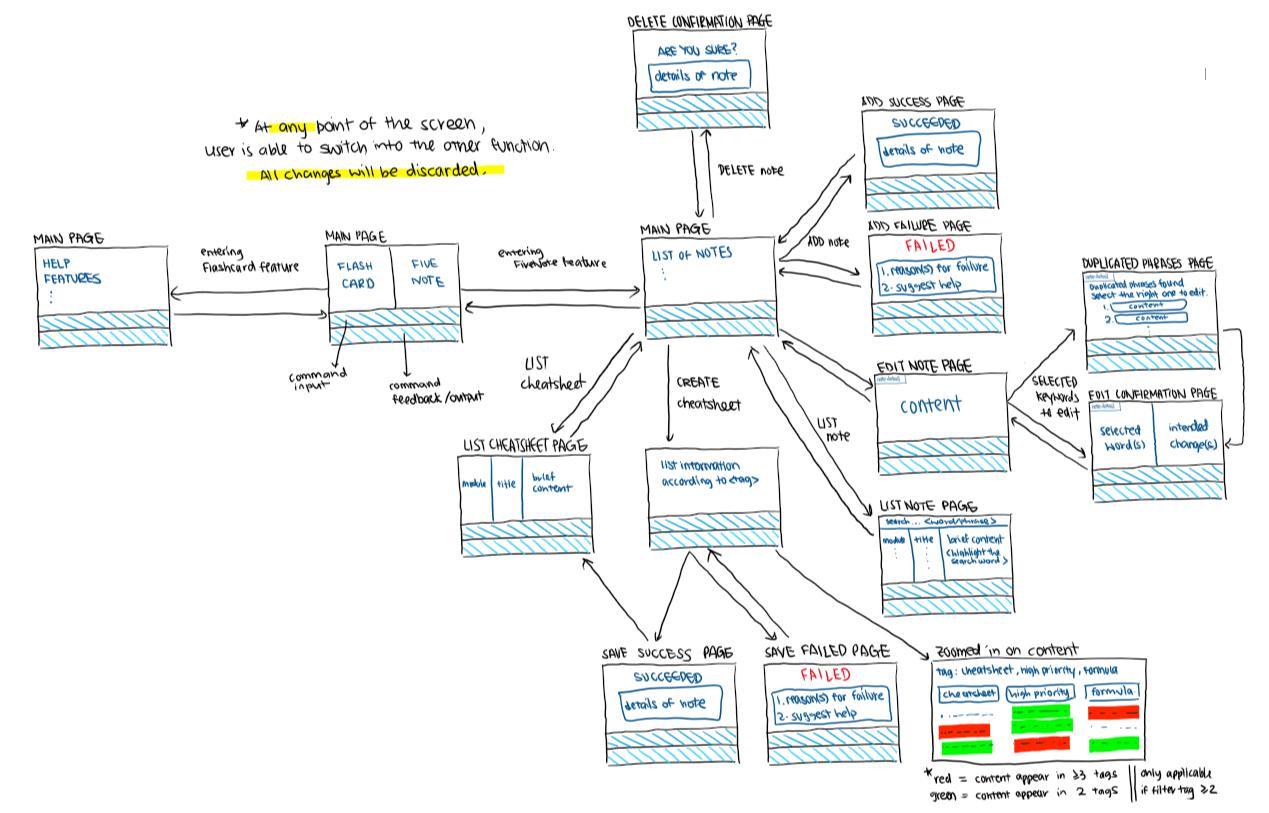 DELETE CONFIRMATION PAGE
ARE YOU SURE?
details of note
* At any point of the screen,
user is able to switch into the other function.
All changes will be discarded.
DELETE note
ADD SUCCESS PAGE
SUCCEEDED
details of note
MAIN PAGE
HELP
FEATURES
entering
Flashcard feature
MAIN PAGE
FLASH
CARD
FIVE
NOTE
command
input
command
feedback/output
entering
FiveNote feature
MAIN PAGE
LIST OF NOTES
ADD note
ADD FAILURE PAGE
FAILED
1. reason(s) for failure
2. suggest help
DUPLICATED PHRASES PAGE
Duplicated phrases found
select the right one to edit.
1. content
2. content
EDIT NOTE PAGE
content
SELECTED
keywords
to edit
EDIT CONFIRMATION PAGE
selected
word(s)
intended
change(s)
LIST
cheatsheet
CREATE
cheatsheet
LIST
note
LIST CHEATSHEET PAGE
module
title
brief
content
list information
according to <tag>
LIST NOTE PAGE
search... <word/phrase>
module
title
brief content
<highlight the
search word>
SAVE SUCCESS PAGE
SUCCEEDED
details of note
SAVE FAILED PAGE
FAILED
1. reason(s) for failure
2. suggest help
zoomed in on content
tag: cheatsheet, high priority, formula
cheatsheet
high priority
formula
* red = content appear in ≥3 tags
green = content appear in 2 tags
only applicable
if filter tag ≥2